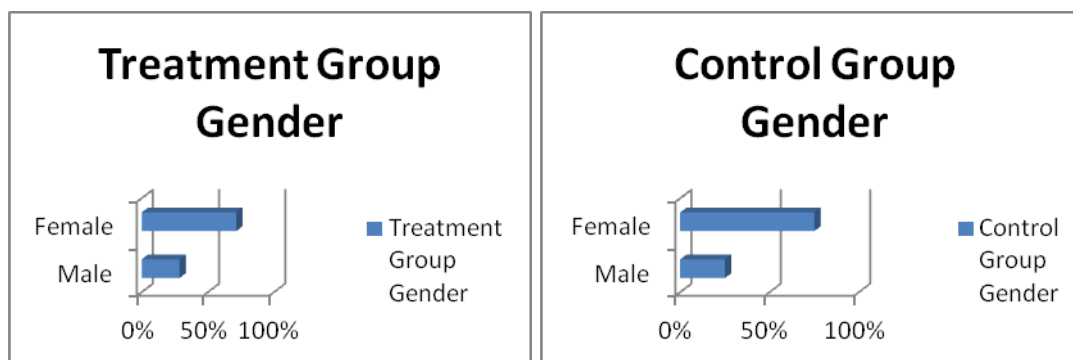 Treatment Group
Gender
Female
Male
0% 50% 100%
Treatment
Group
Gender
Control Group
Gender
Female
Male
0% 50% 100%
Control
Group
Gender